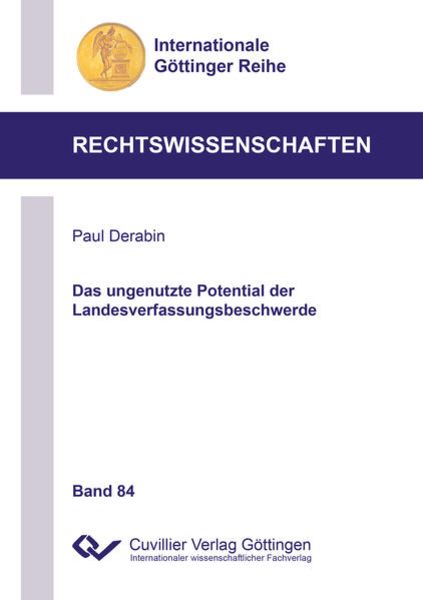 Internationale
Göttinger Reihe
RECHTSWISSENSCHAFTEN
Paul Derabin
Das ungenutzte Potential der
Landesverfassungsbeschwerde
Band 84
Cuvillier Verlag Göttingen
Internationaler wissenschaftlicher Fachverlag